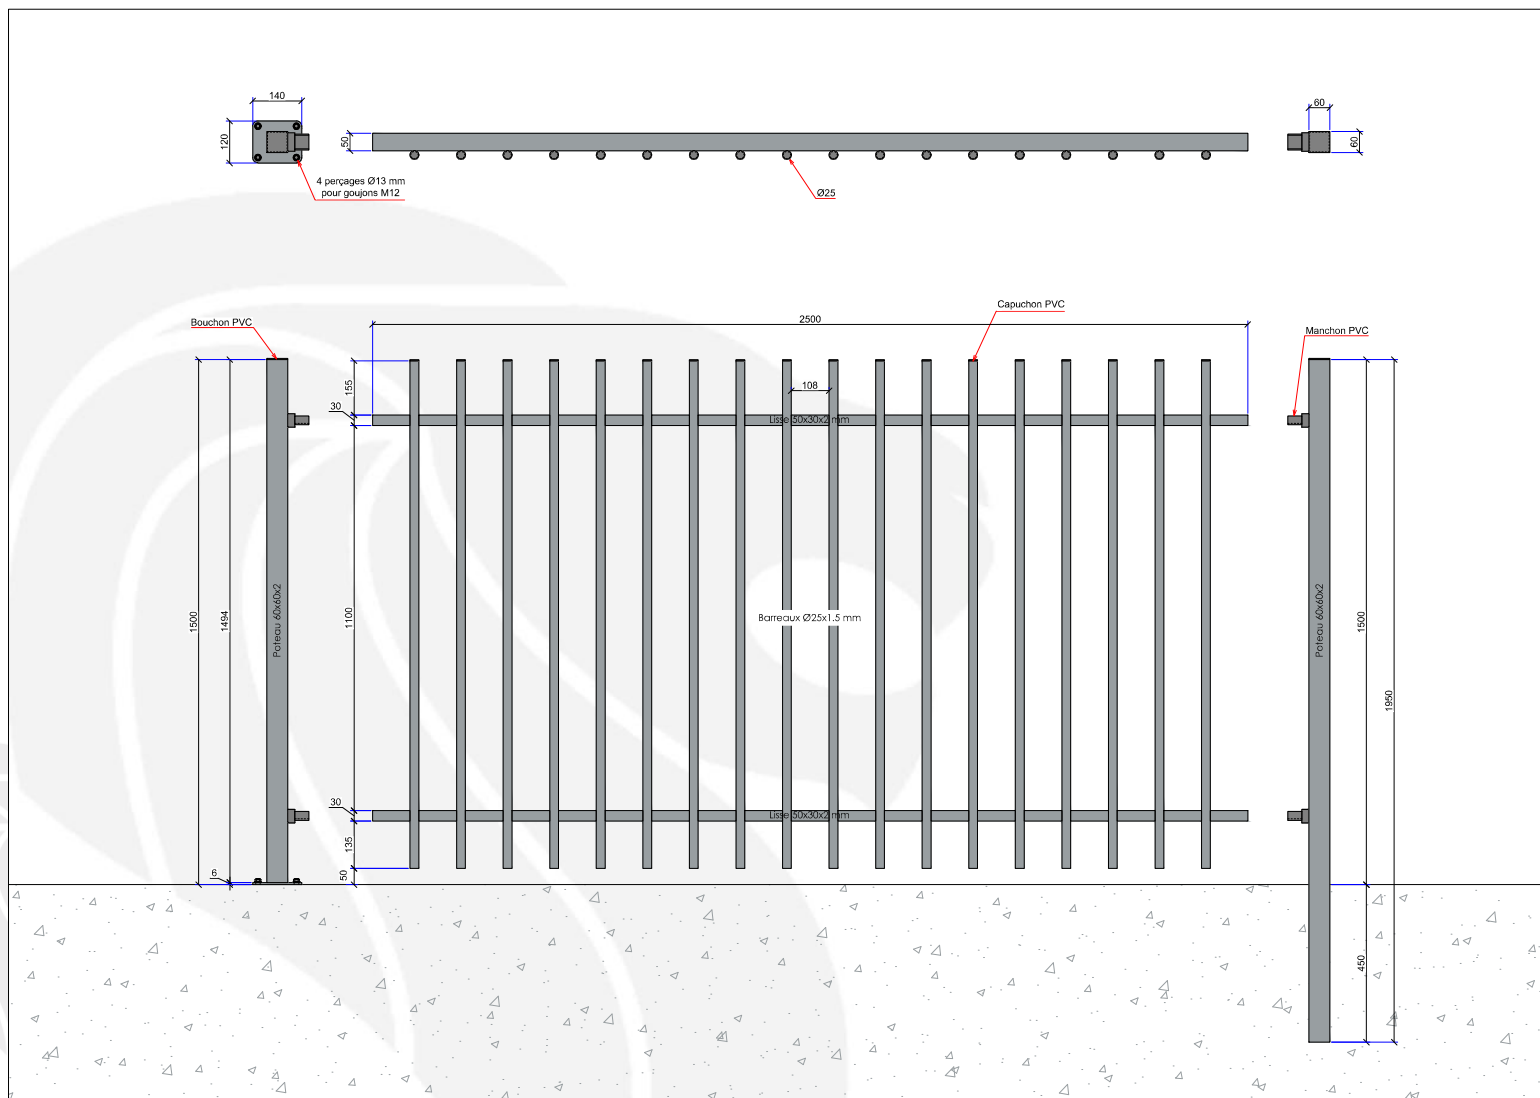 140
120
4 perçages Ø13 mm
pour goujons M12
50
Ø25
60
60
Bouchon PVC
2500
Capuchon PVC
Manchon PVC
155
30
108
Lisse 50x30x2 mm
1500
1494
Poteau 60x60x2
1100
Barreaux Ø25x1.5 mm
Poteau 60x60x2
1500
1950
30
Lisse 50x30x2 mm
135
6
50
450